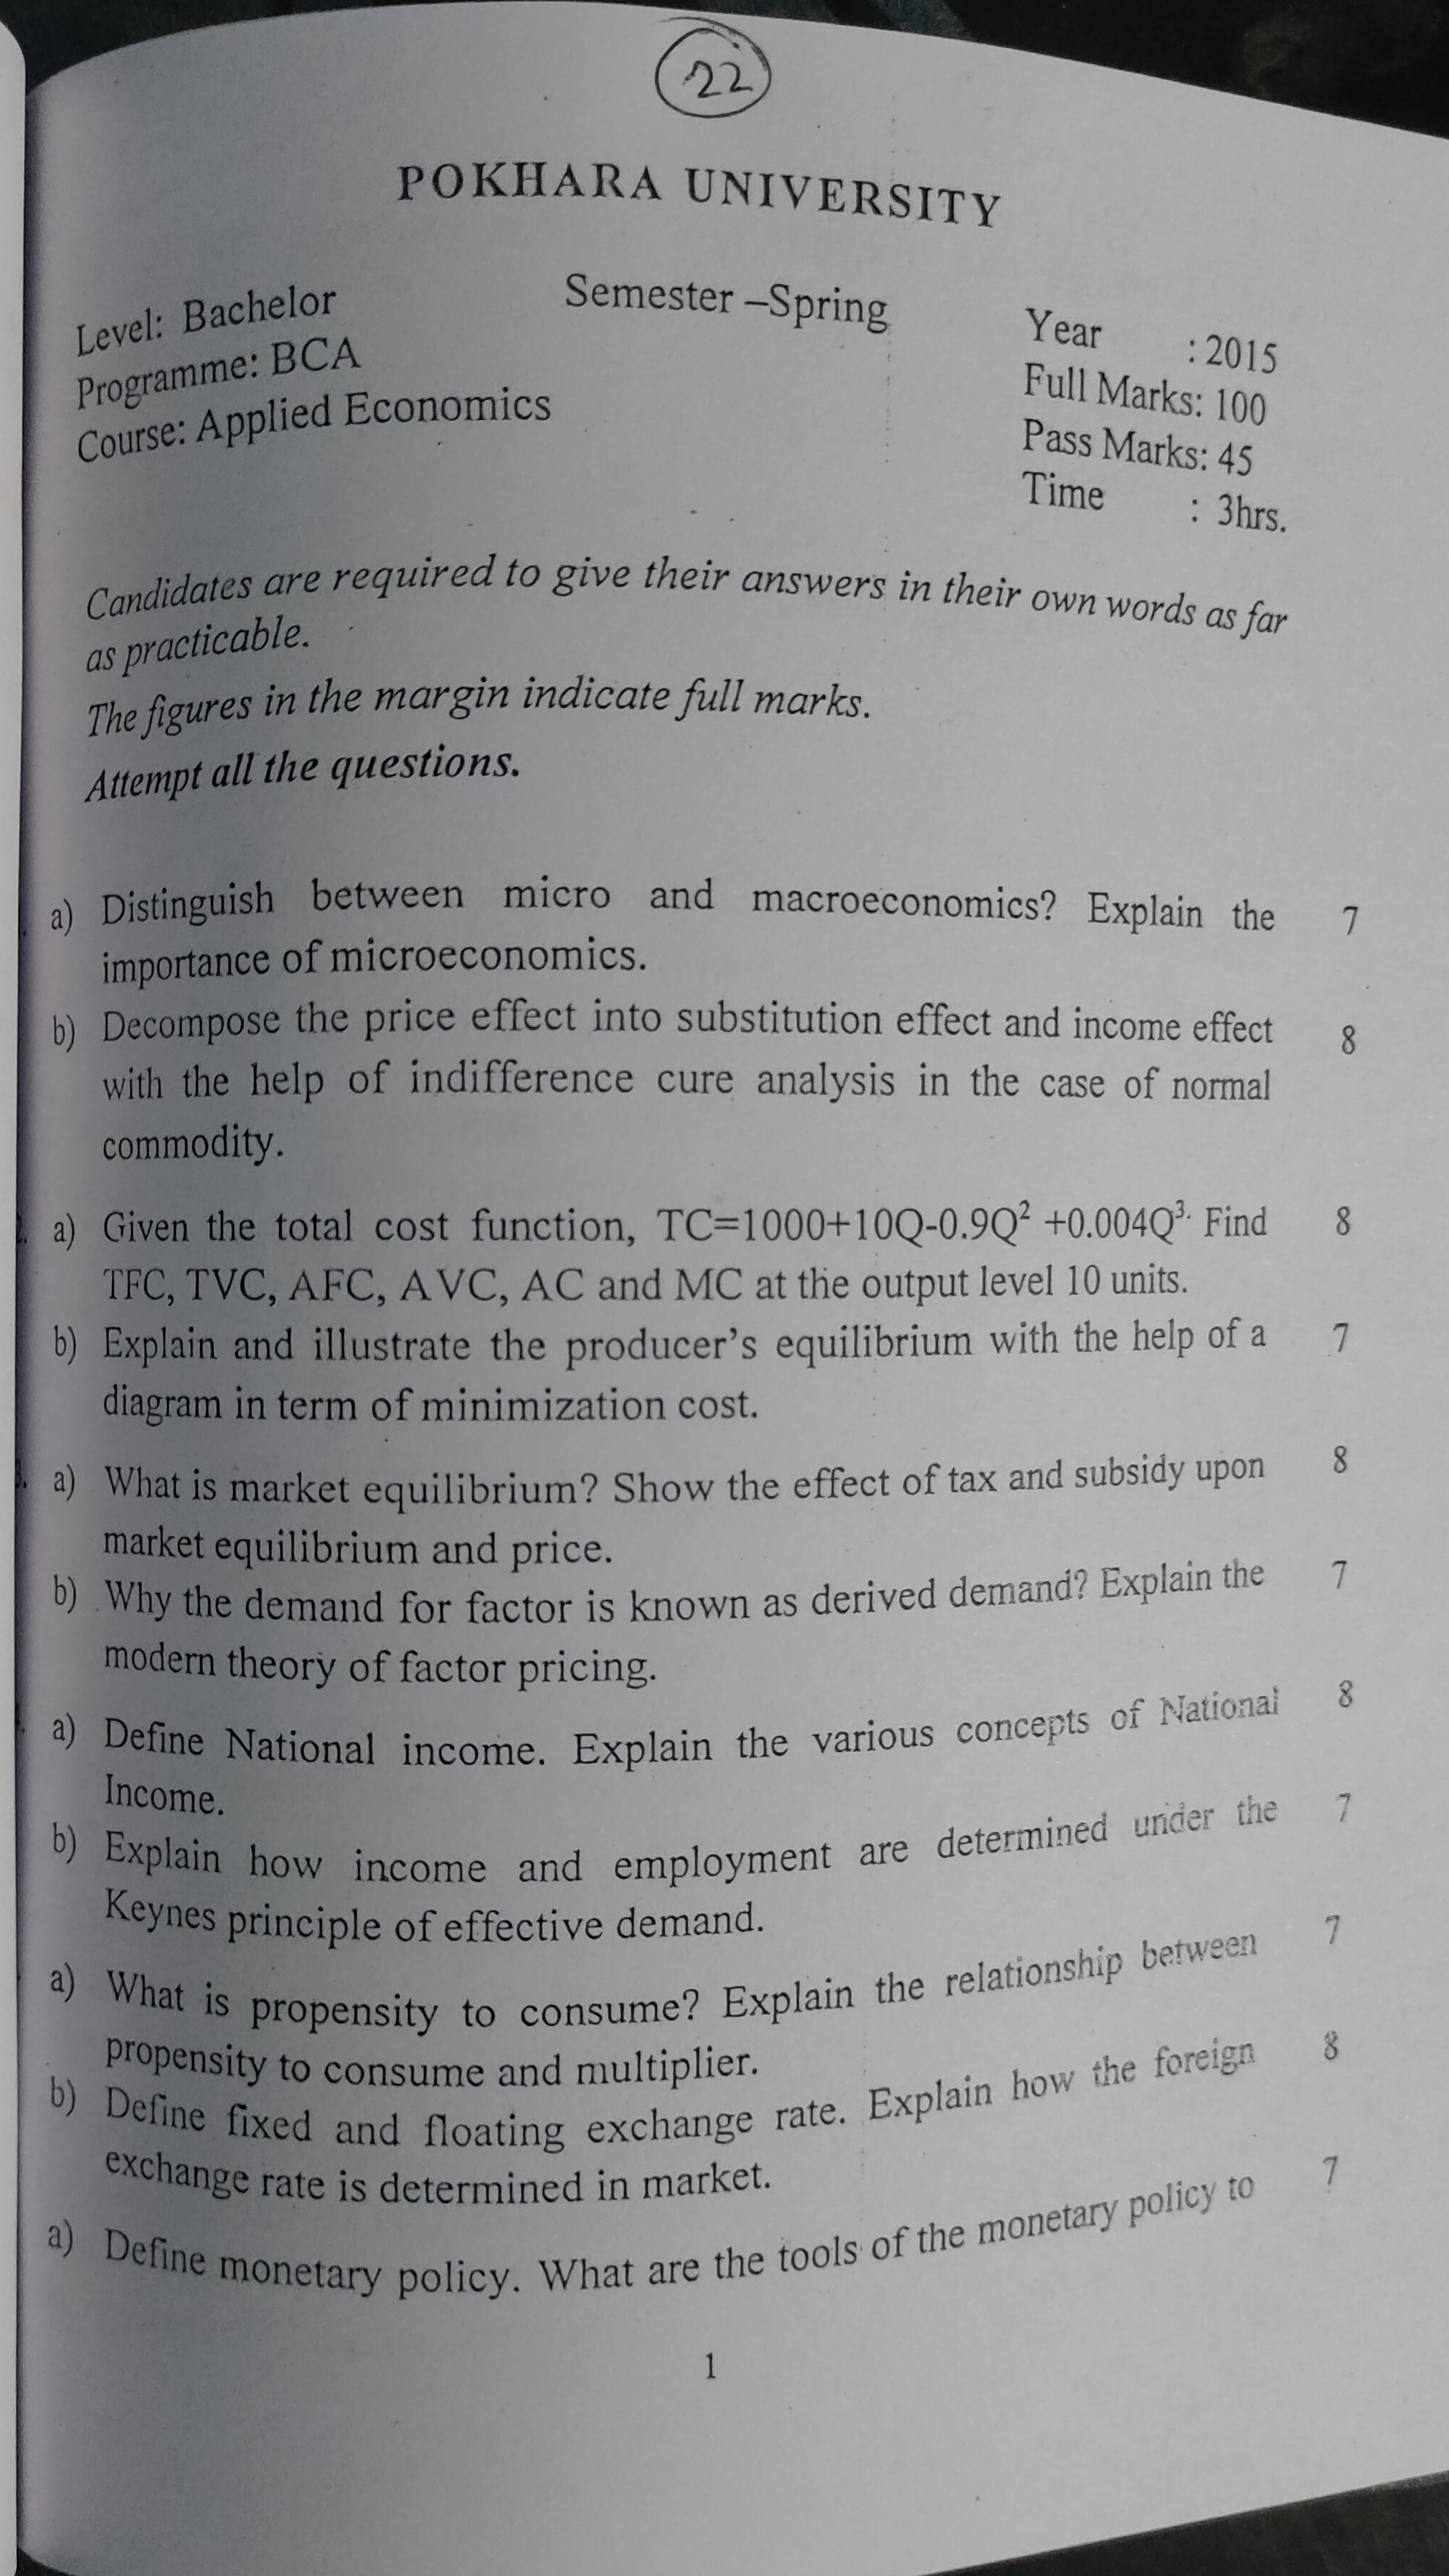 22
POKHARA UNIVERSITY
Level: Bachelor Semester –Spring Year : 2015
Programme: BCA Full Marks: 100
Course: Applied Economics Pass Marks: 45
Time : 3hrs.
Candidates are required to give their answers in their own words as far
as practicable.
The figures in the margin indicate full marks.
Attempt all the questions.
a) Distinguish between micro and macroeconomics? Explain the 7
importance of microeconomics.
b) Decompose the price effect into substitution effect and income effect 8
with the help of indifference cure analysis in the case of normal
commodity.
a) Given the total cost function, TC=1000+10Q-0.9Q² +0.004Q³. Find 8
TFC, TVC, AFC, AVC, AC and MC at the output level 10 units.
b) Explain and illustrate the producer's equilibrium with the help of a 7
diagram in term of minimization cost.
a) What is market equilibrium? Show the effect of tax and subsidy upon 8
market equilibrium and price.
b) Why the demand for factor is known as derived demand? Explain the 7
modern theory of factor pricing.
a) Define National income. Explain the various concepts of National 8
Income.
b) Explain how income and employment are determined under the 7
Keynes principle of effective demand.
a) What is propensity to consume? Explain the relationship between 7
propensity to consume and multiplier.
b) Define fixed and floating exchange rate. Explain how the foreign 8
exchange rate is determined in market.
a) Define monetary policy. What are the tools of the monetary policy to 7
1